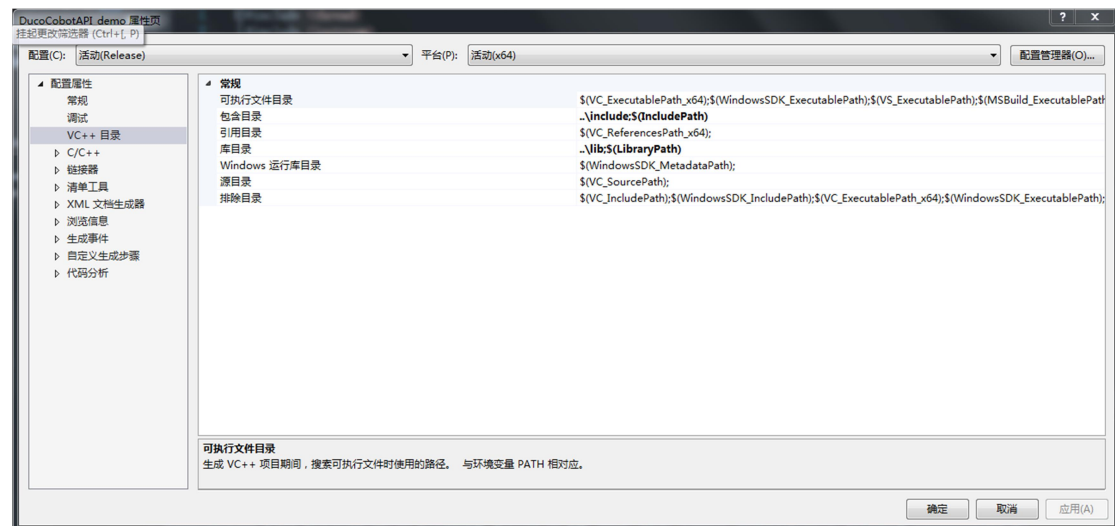 DucoCobotAPI_demo 属性页
? X
挂起更改筛选器 (Ctrl+[, P)
配置(C): 活动(Release) 平台(P): 活动(x64) 配置管理器(O)...
配置属性
常规
调试
VC++ 目录
C/C++
链接器
清单工具
XML 文档生成器
浏览信息
生成事件
自定义生成步骤
代码分析
常规
可执行文件目录 $(VC_ExecutablePath_x64);$(WindowsSDK_ExecutablePath);$(VS_ExecutablePath);$(MSBuild_ExecutablePath
包含目录 ..\include;$(IncludePath)
引用目录 $(VC_ReferencesPath_x64);
库目录 ..\lib;$(LibraryPath)
Windows 运行库目录 $(WindowsSDK_MetadataPath);
源目录 $(VC_SourcePath);
排除目录 $(VC_IncludePath);$(WindowsSDK_IncludePath);$(VC_ExecutablePath_x64);$(WindowsSDK_ExecutablePath);
可执行文件目录
生成 VC++ 项目期间，搜索可执行文件时使用的路径。 与环境变量 PATH 相对应。
确定 取消 应用(A)